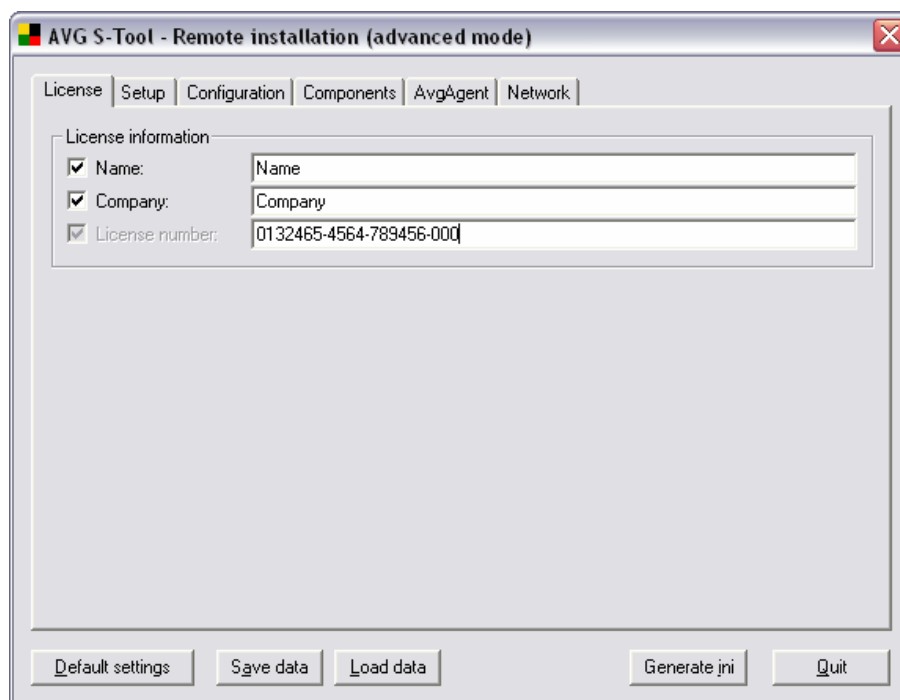 AVG S-Tool - Remote installation (advanced mode)
License Setup Configuration Components AvgAgent Network
License information
Name: Name
Company: Company
License number: 0132465-4564-789456-000
Default settings Save data Load data Generate ini Quit